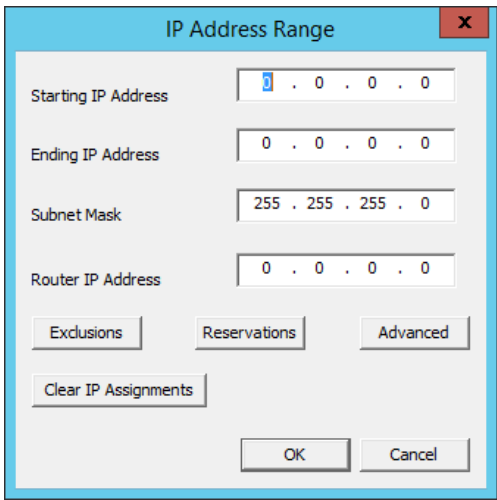 IP Address Range
x
Starting IP Address 0 . 0 . 0 . 0
Ending IP Address 0 . 0 . 0 . 0
Subnet Mask 255 . 255 . 255 . 0
Router IP Address 0 . 0 . 0 . 0
Exclusions Reservations Advanced
Clear IP Assignments
OK Cancel